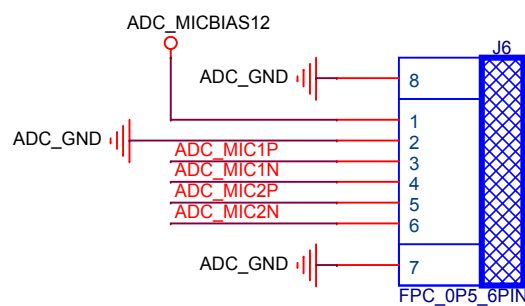 ADC_MICBIAS12
J6
ADC_GND
8
1
ADC_GND
2
ADC_MIC1P
3
ADC_MIC1N
4
ADC_MIC2P
5
ADC_MIC2N
6
ADC_GND
7
FPC_0P5_6PIN